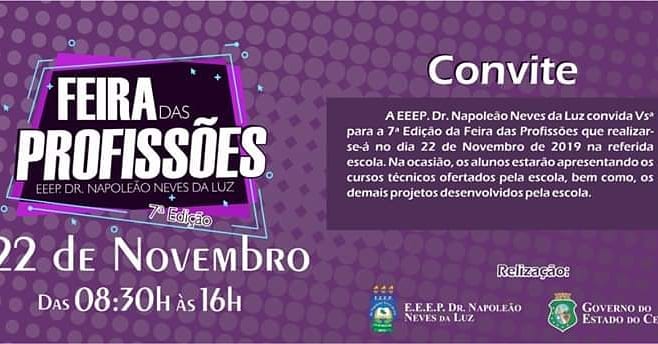 FEIRA DAS
PROFISSÕES
EEEP. DR. NAPOLEÃO NEVES DA LUZ
7ª Edição
22 de Novembro
Das 08:30h às 16h
Convite
A EEEP. Dr. Napoleão Neves da Luz convida Vsª
para a 7ª Edição da Feira das Profissões que realizar-
se-á no dia 22 de Novembro de 2019 na referida
escola. Na ocasião, os alunos estarão apresentando os
cursos técnicos ofertados pela escola, bem como, os
demais projetos desenvolvidos pela escola.
Relização:
E.E.E.P. Dr. Napoleão
Neves da Luz
Governo do
Estado do Ce